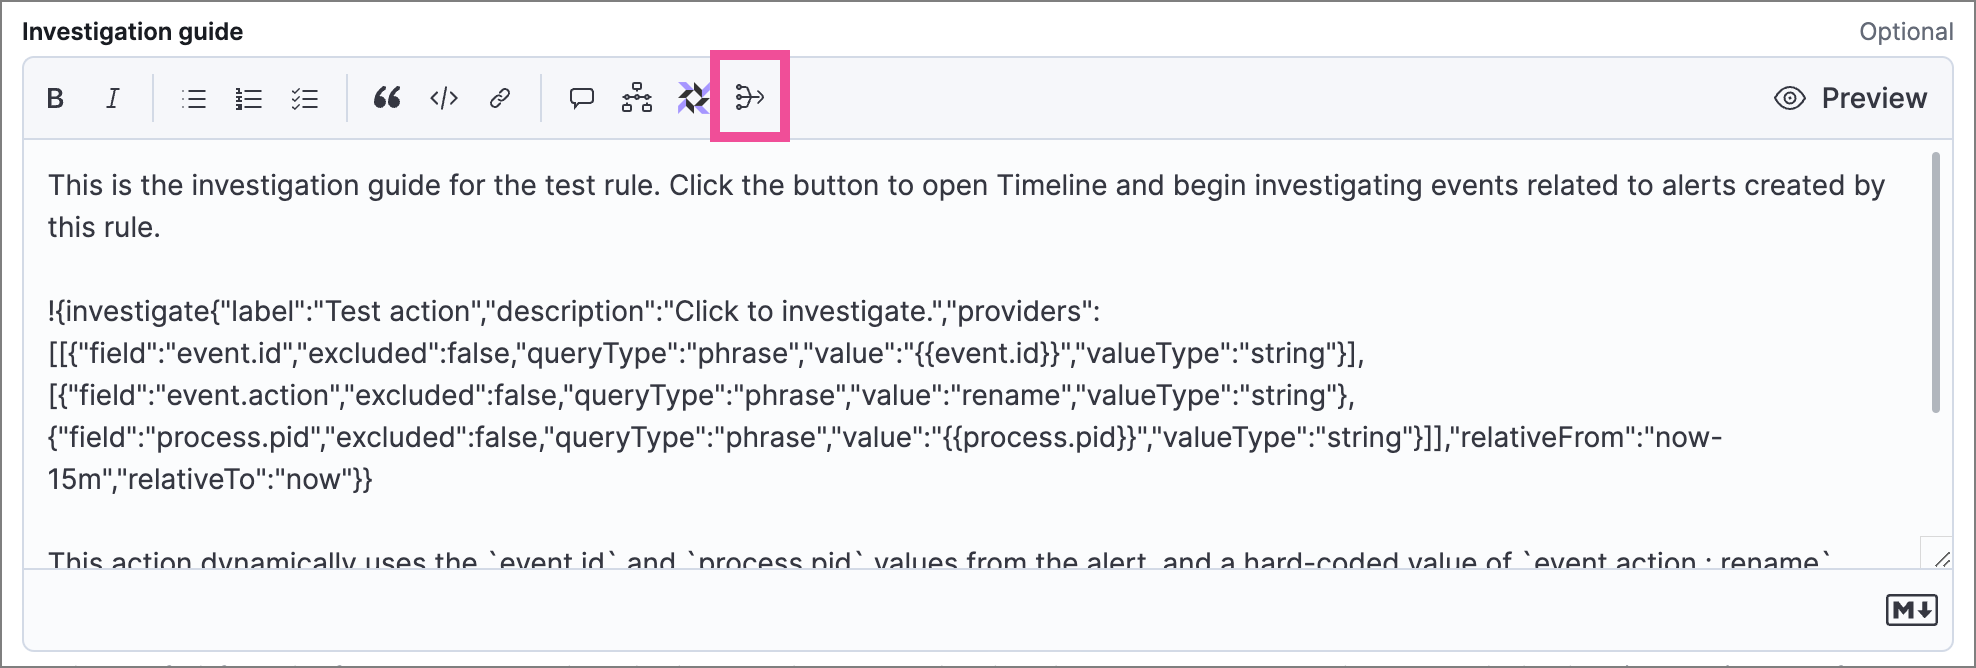 Investigation guide
Optional
B I
Preview
This is the investigation guide for the test rule. Click the button to open Timeline and begin investigating events related to alerts created by
this rule.
!{investigate{"label":"Test action","description":"Click to investigate.","providers":
[[{"field":"event.id","excluded":false,"queryType":"phrase","value":"{{event.id}}","valueType":"string"}],
[{"field":"event.action","excluded":false,"queryType":"phrase","value":"rename","valueType":"string"},
{"field":"process.pid","excluded":false,"queryType":"phrase","value":"{{process.pid}}","valueType":"string"}]],"relativeFrom":"now-
15m","relativeTo":"now"}}
This action dynamically uses the `event.id` and `process.pid` values from the alert, and a hard-coded value of `event.action : rename`
M↓